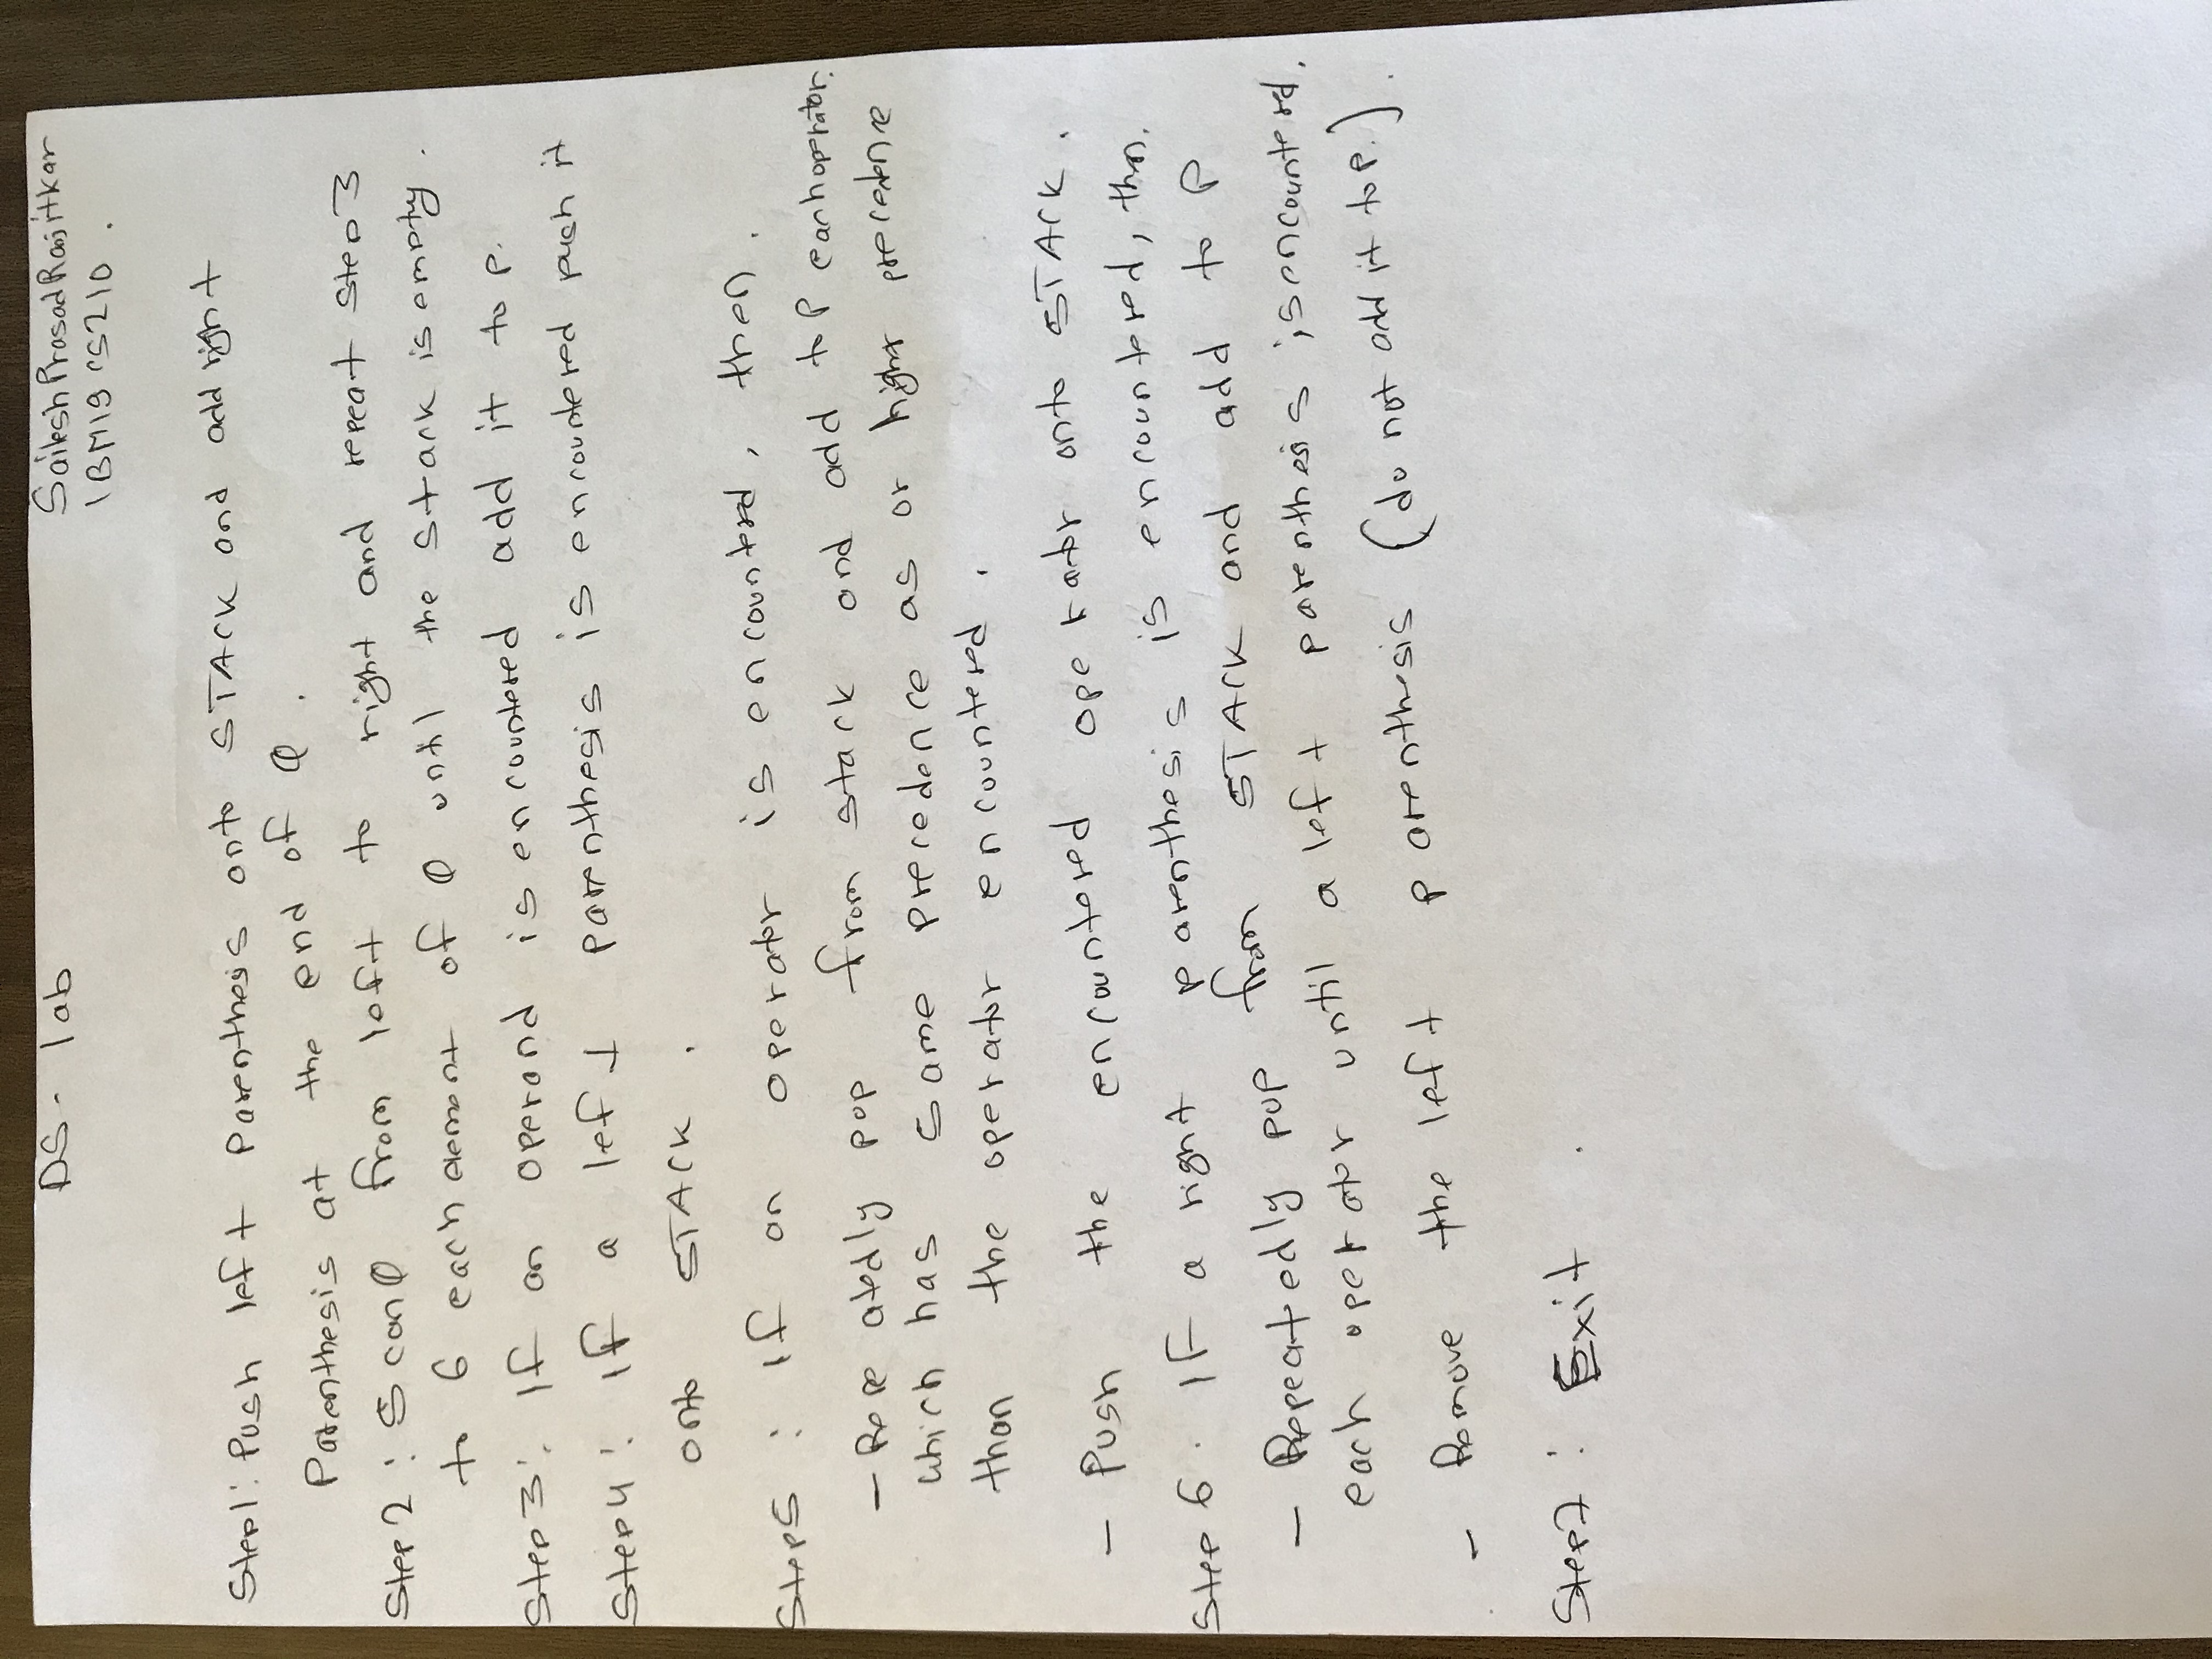 DS - lab
Sailesh Prasad Ranjitkar
1BM19CS210.
Step1: Push left Parenthesis onto STACK and add right
Parenthesis at the end of Q.
Step 2: Scan Q from left to right and repeat step 3
to 6 each element of Q until the stack is empty.
Step 3: If an operand is encountered add it to P.
Step 4: If a left parenthesis is encountered push it
onto STACK.
Step5: If an operator is encounterd, then.
- Repeatedly pop from stack and add to P each operator.
which has same precedence as or higher precedence
than the operator encountered.
- Push the encountered operator onto STACK.
Step 6. If a right parenthesis is encountered, then.
- Repeatedly pop from STACK and add to P
each operator until a left parenthesis is encountered.
- Remove the left parenthesis (do not add it to P.).
Step7: Exit.